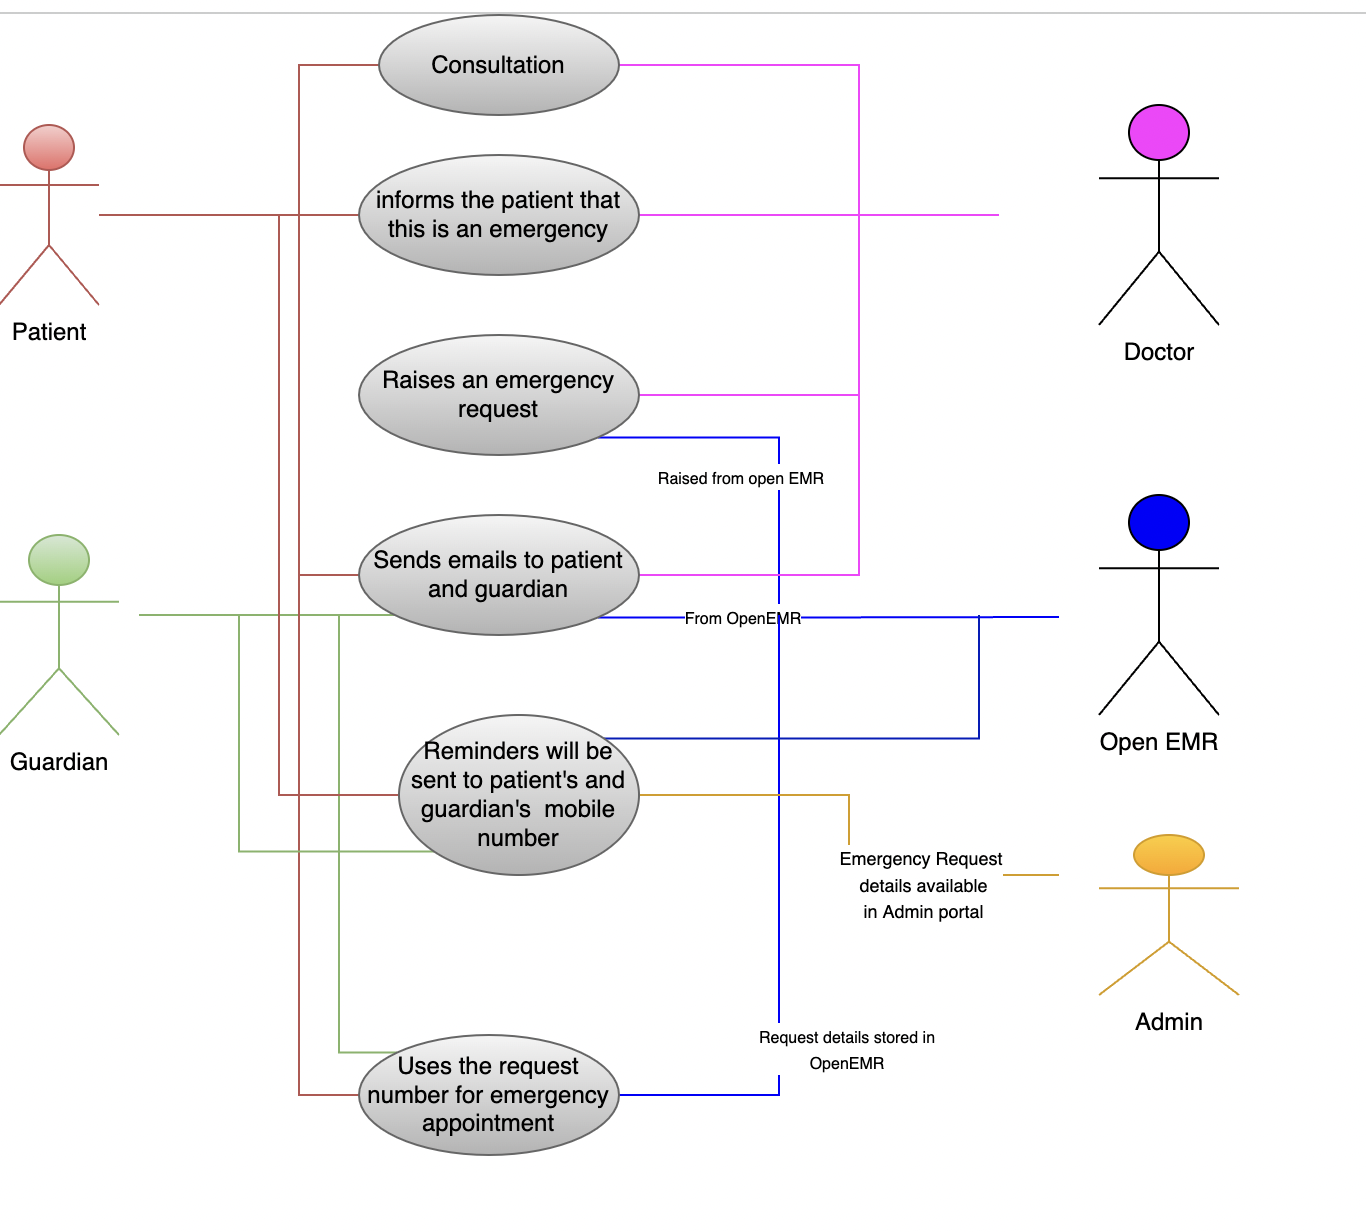 Consultation
informs the patient that
this is an emergency
Patient
Doctor
Raises an emergency
request
Raised from open EMR
Sends emails to patient
and guardian
From OpenEMR
Guardian
Open EMR
Reminders will be
sent to patient's and
guardian's  mobile
number
Emergency Request
details available
in Admin portal
Admin
Request details stored in
OpenEMR
Uses the request
number for emergency
appointment